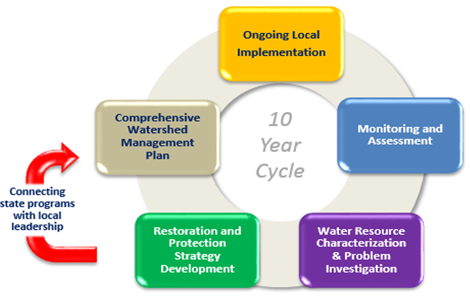 Ongoing Local
Implementation
10
Year
Cycle
Monitoring and
Assessment
Water Resource
Characterization
& Problem
Investigation
Restoration and
Protection
Strategy
Development
Comprehensive
Watershed
Management
Plan
Connecting
state programs
with local
leadership